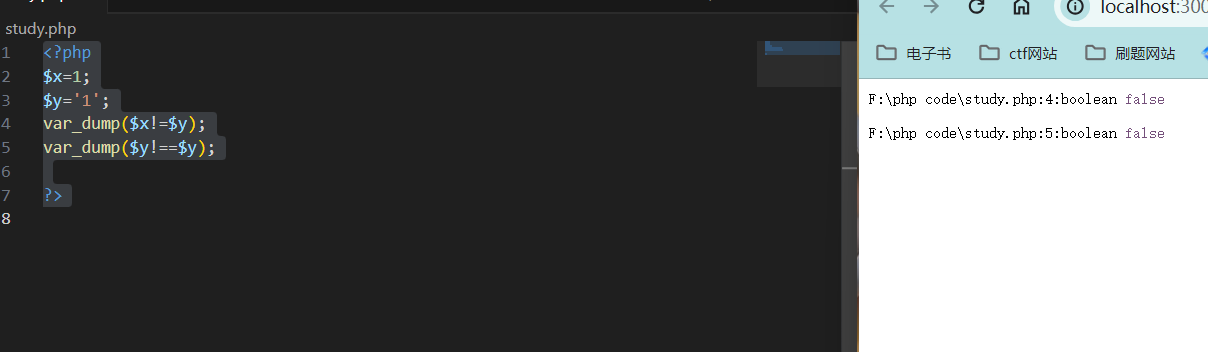 study.php
1 <?php
2 $x=1;
3 $y='1';
4 var_dump($x!=$y);
5 var_dump($y!==$y);
6
7 ?>
8
localhost:300
电子书 ctf网站 刷题网站
F:\php code\study.php:4:boolean false
F:\php code\study.php:5:boolean false